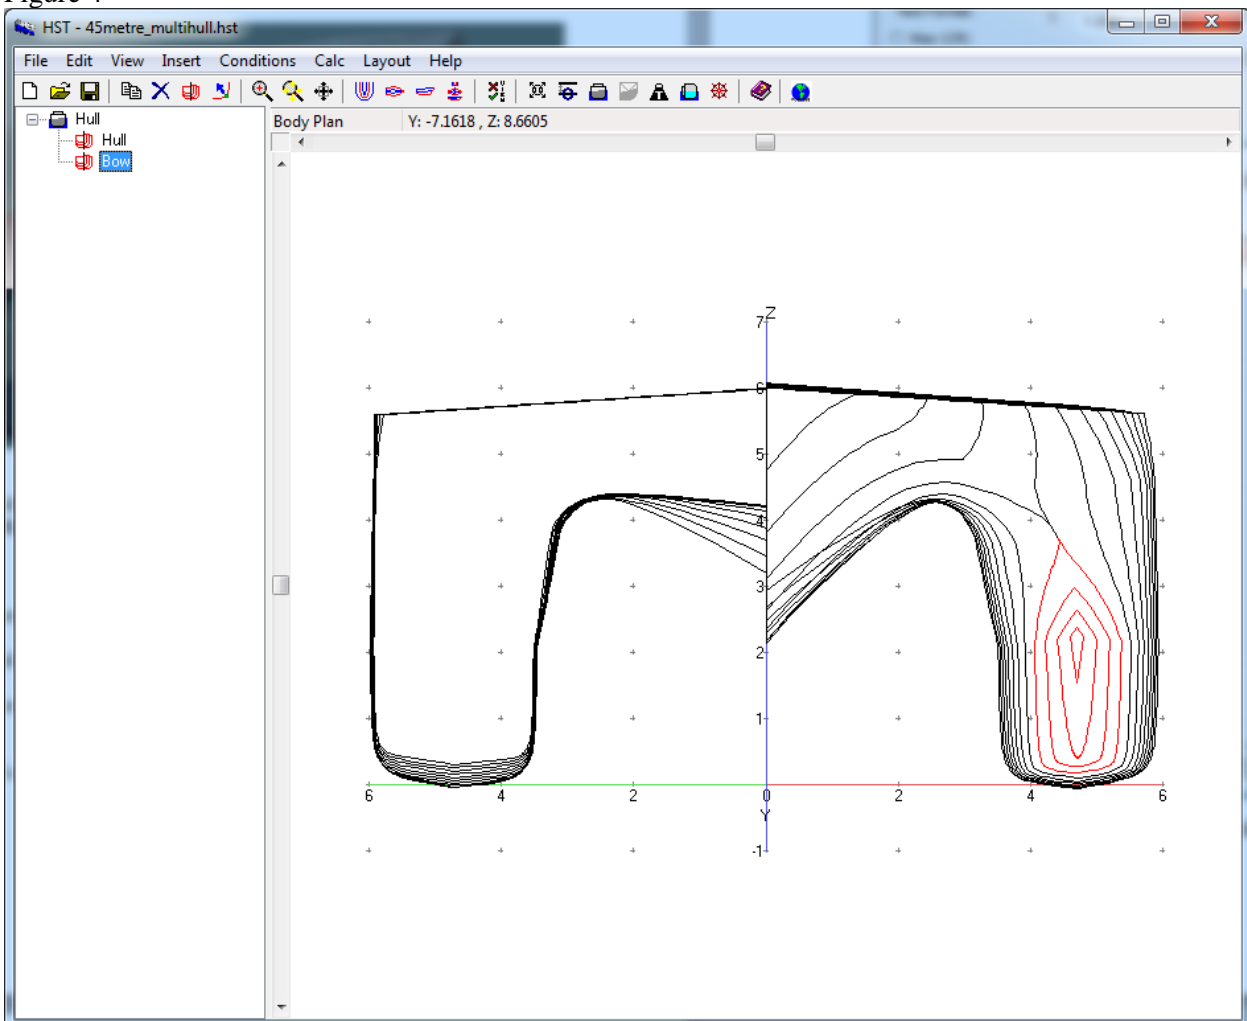 HST - 45metre_multihull.hst
File Edit View Insert Conditions Calc Layout Help
Hull
Hull
Bow
Body Plan Y: -7.1618 , Z: 8.6605
7 Z
6
5
4
3
2
1
6 4 2 0 2 4 6
Y
-1